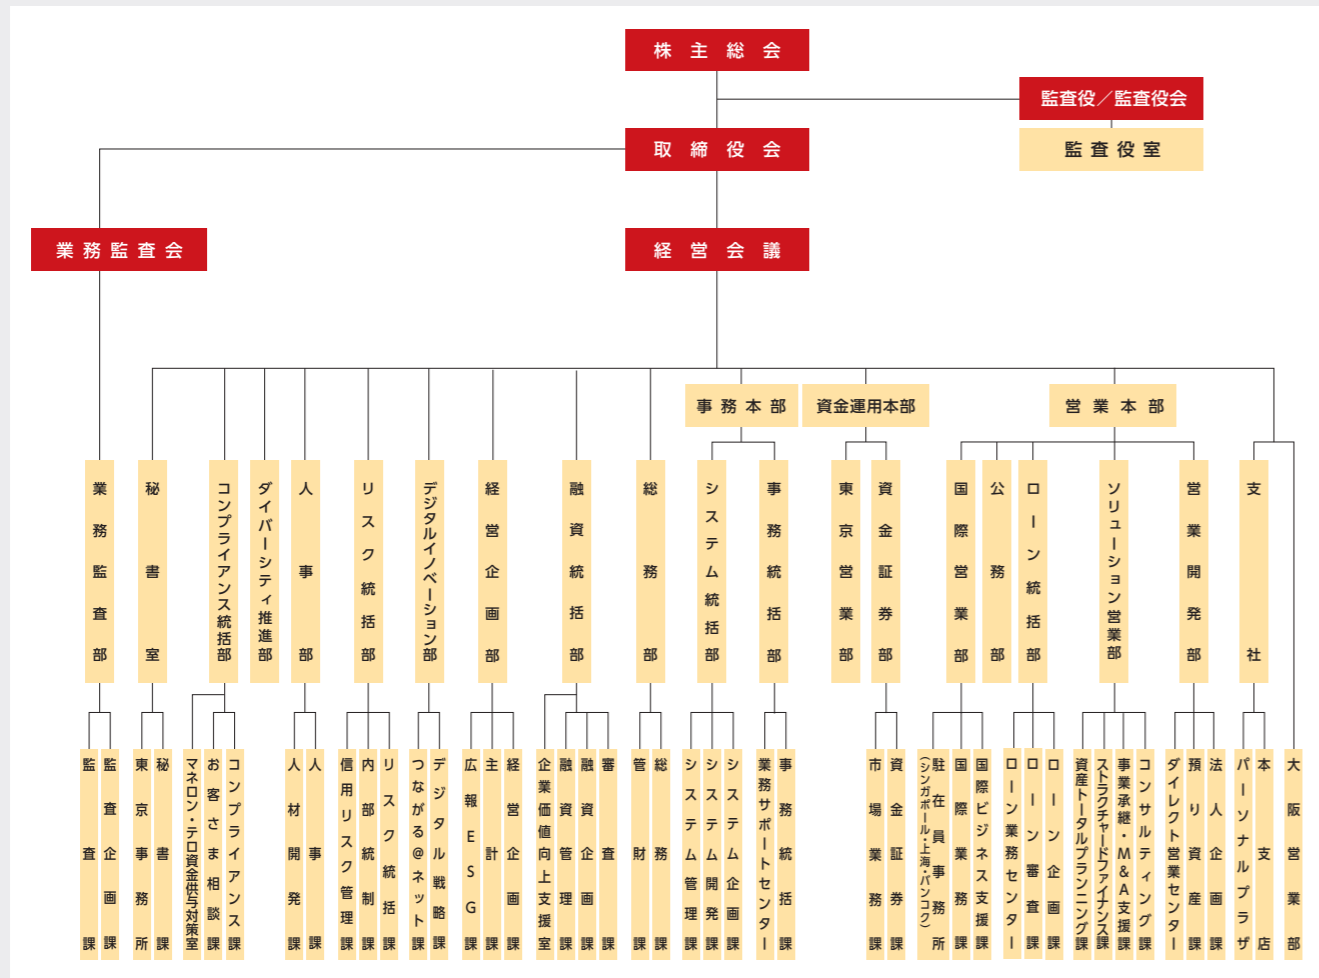 株主総会
監査役／監査役会
取締役会
監査役室
業務監査会
経営会議
事務本部
資金運用本部
営業本部
業務監査部
秘書室
コンプライアンス統括部
ダイバーシティ推進部
人事部
リスク統括部
デジタルイノベーション部
経営企画部
融資統括部
総務部
システム統括部
事務統括部
東京営業部
資金証券部
国際営業部
公務部
ローン統括部
ソリューション営業部
営業開発部
支社
監査課
監査企画課
東京事務所
秘書課
マネロン・テロ資金供与対策室
お客さま相談課
コンプライアンス課
人材開発課
人事課
信用リスク管理課
内部統制課
リスク統括課
つながる＠ネット課
デジタル戦略課
広報ESG課
主計課
経営企画課
企業価値向上支援室
融資管理課
融資企画課
審査課
管財課
総務課
システム管理課
システム開発課
システム企画課
業務サポートセンター
事務統括課
市場業務課
資金証券課
駐在員事務所
（シンガポール・上海・バンコク）
国際業務課
国際ビジネス支援課
ローン業務センター
ローン審査課
ローン企画課
資産トータルプランニング課
ストラクチャードファイナンス課
事業承継・M&A支援課
コンサルティング課
ダイレクト営業センター
預り資産課
法人企画課
パーソナルプラザ
本支店
大阪営業部